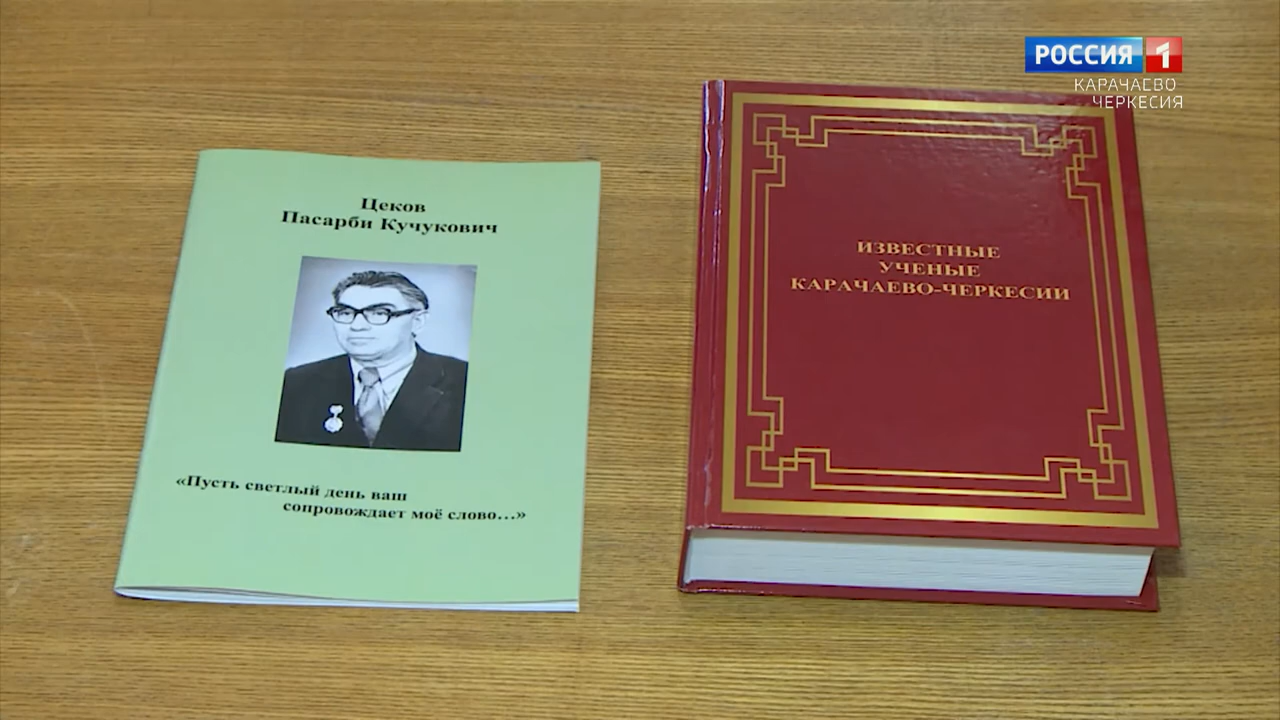 РОССИЯ 1
КАРАЧАЕВО
ЧЕРКЕСИЯ
Цеков
Пасарби Кучукович
«Пусть светлый день ваш
сопровождает моё слово...»
ИЗВЕСТНЫЕ
УЧЕНЫЕ
КАРАЧАЕВО-ЧЕРКЕСИИ